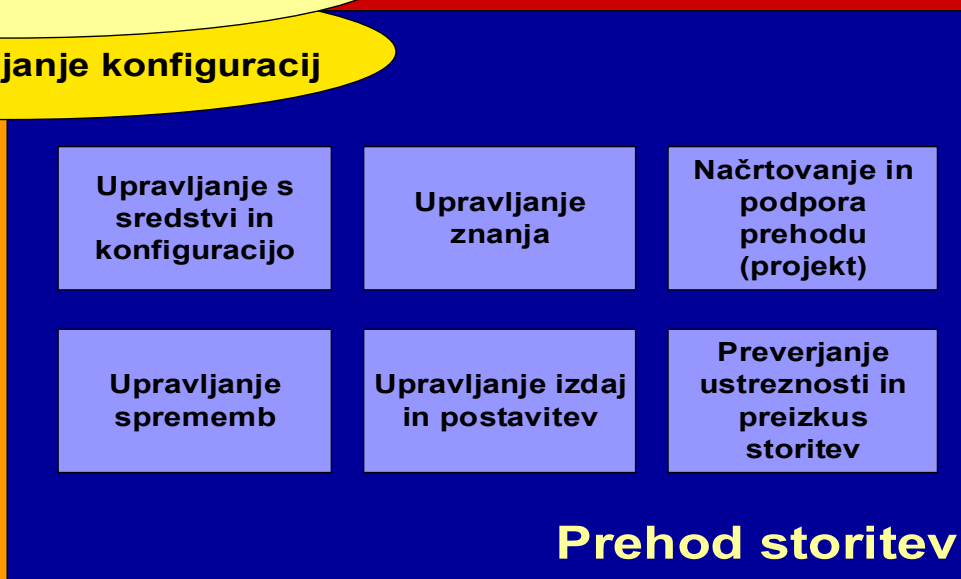 konfiguracij
Upravljanje s
sredstvi in
konfiguracijo
Upravljanje
znanja
Načrtovanje in
podpora
prehodu
(projekt)
Upravljanje
sprememb
Upravljanje izdaj
in postavitev
Preverjanje
ustreznosti in
preizkus
storitev
Prehod storitev